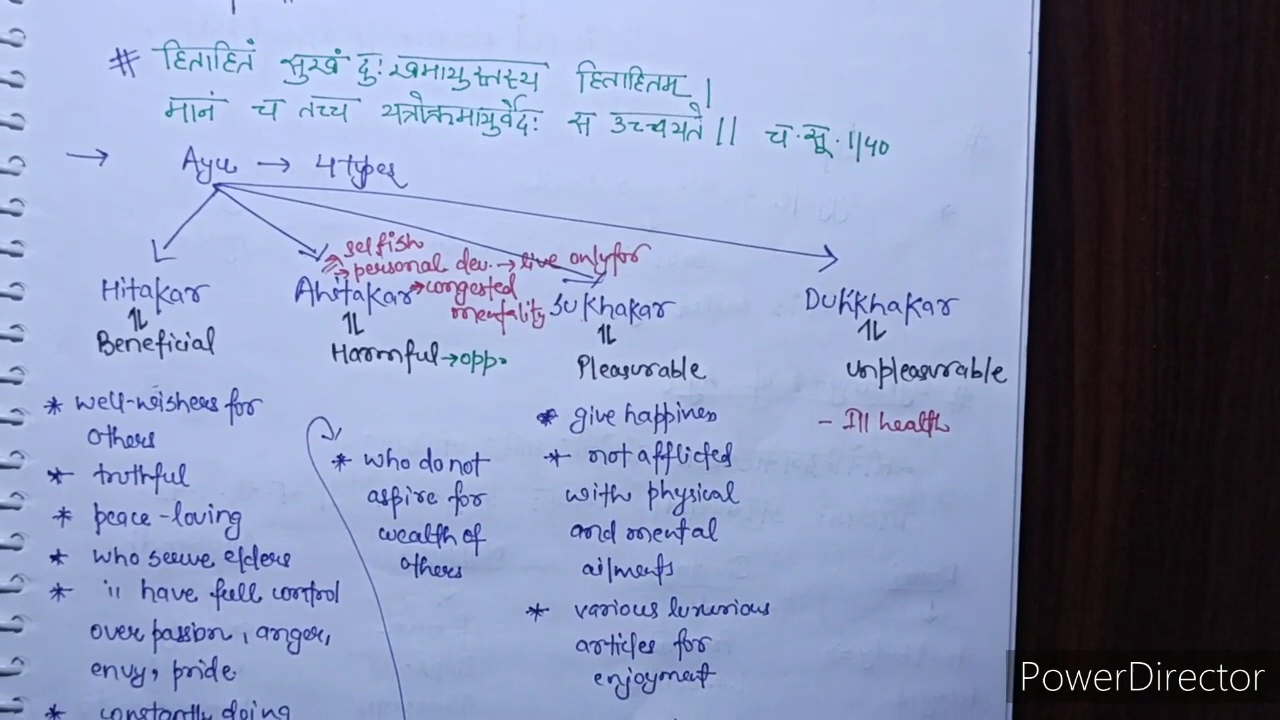 # हिताहितं सुखं दुःखमायुस्तस्य हिताहितम् |
मानं च तच्च यत्रोक्तमायुर्वेदः स उच्चयते || च.सू. 1/40
→ Ayu → 4 types
→ selfish
→ personal dev. → live only for
→ congested
mentality
Hitakar
Ahitakar
Sukhakar
Dukkhakar
Beneficial
Harmful → opp.
Pleasurable
unpleasurable
- Ill health
* well-wishers for
others
* truthful
* peace-loving
* who serve elders
* " have full control
over passion, anger,
envy, pride
* constantly doing
* who do not
aspire for
wealth of
others
* give happiness
* not afflicted
with physical
and mental
ailments
* various luxurious
articles for
enjoyment
PowerDirector